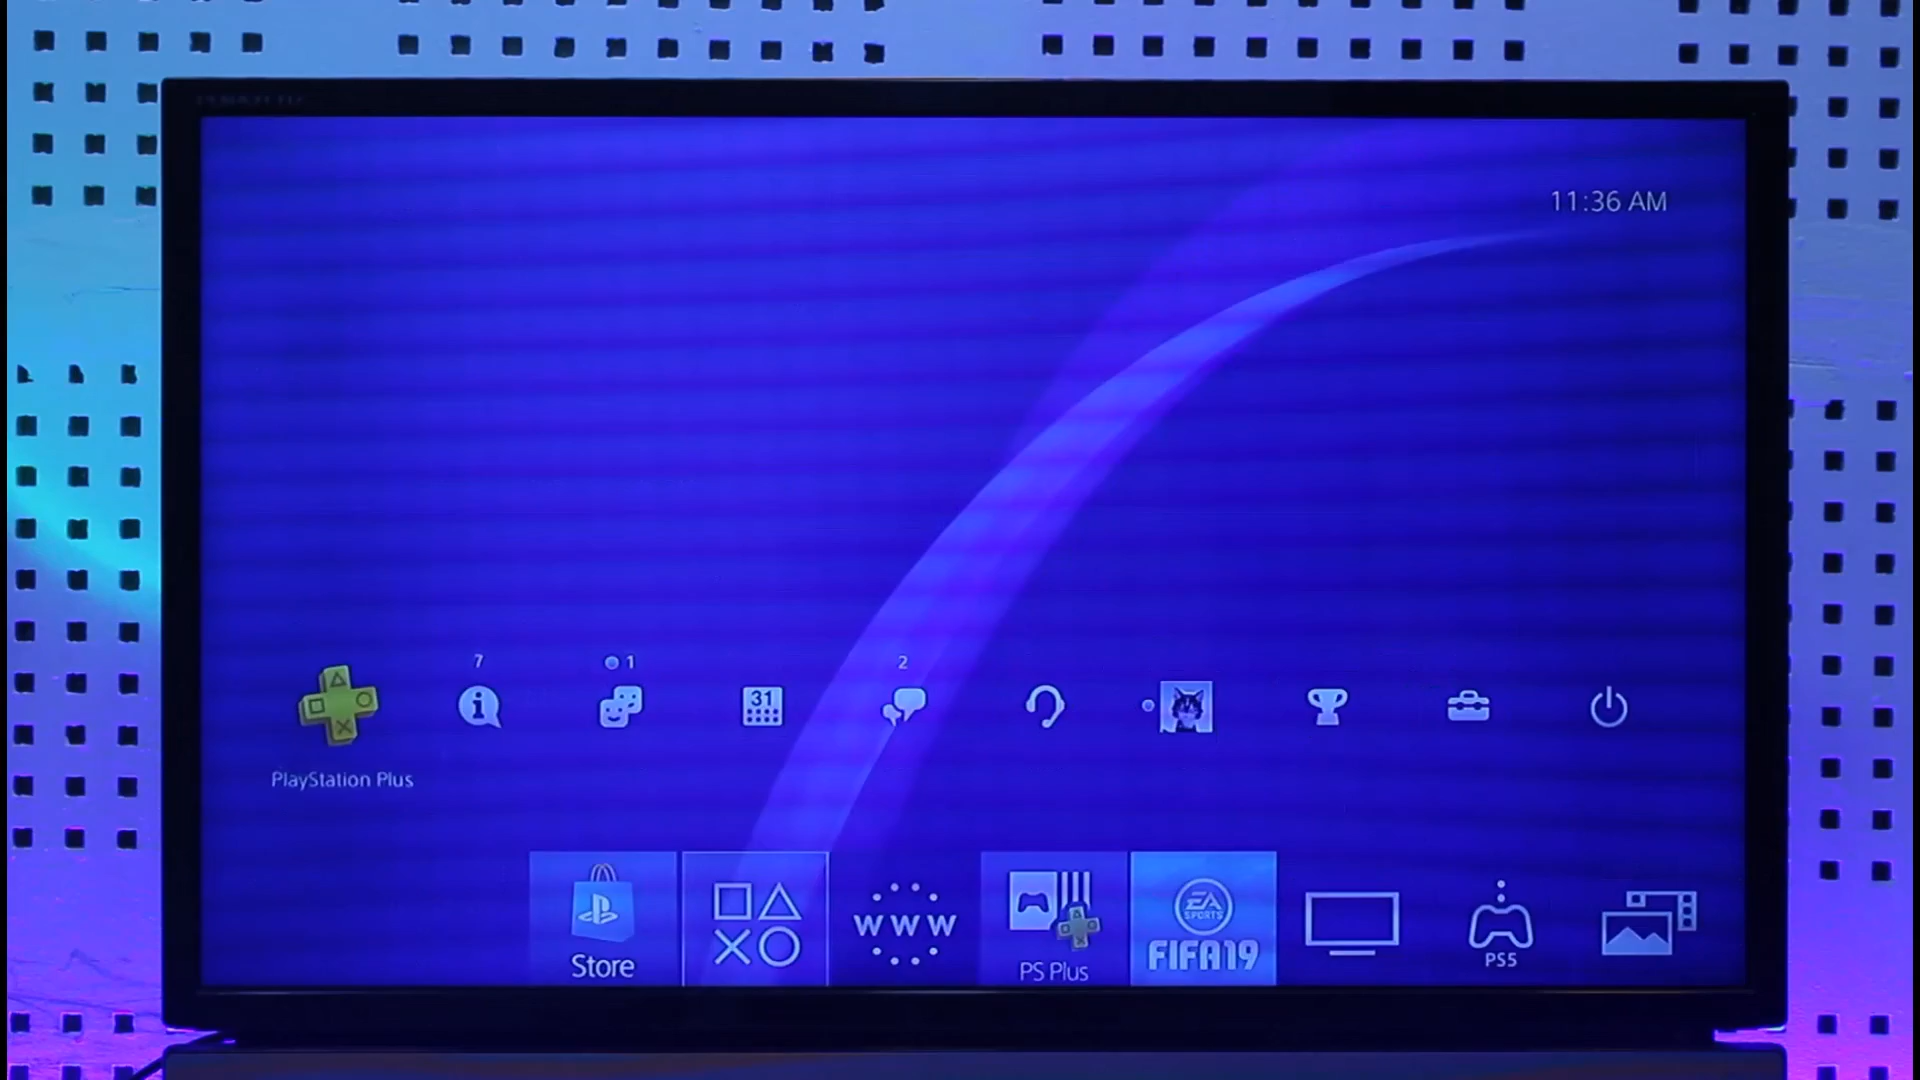 11:36 AM
7
1
2
31
PlayStation Plus
Store
WWW
PS Plus
EA
SPORTS
FIFA19
PS5